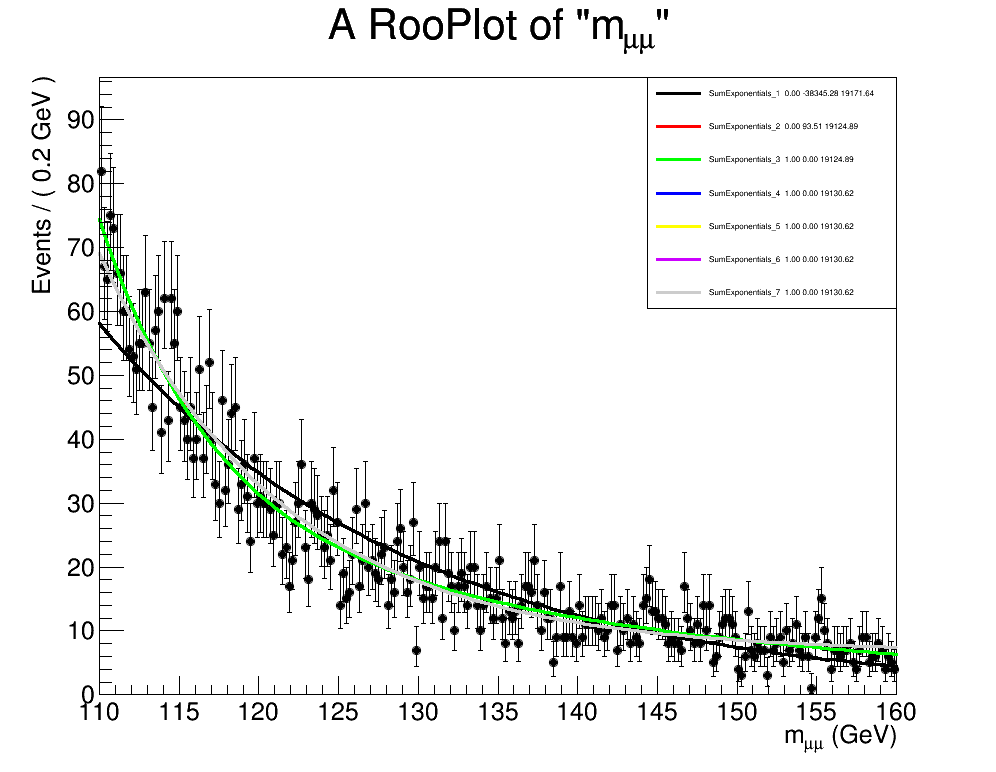 A RooPlot of "mμμ"
Events / ( 0.2 GeV )
90
80
70
60
50
40
30
20
10
0
SumExponentials_1 0.00 -38345.28 19171.64
SumExponentials_2 0.00 93.51 19124.89
SumExponentials_3 1.00 0.00 19124.89
SumExponentials_4 1.00 0.00 19130.62
SumExponentials_5 1.00 0.00 19130.62
SumExponentials_6 1.00 0.00 19130.62
SumExponentials_7 1.00 0.00 19130.62
110 115 120 125 130 135 140 145 150 155 160
mμμ (GeV)